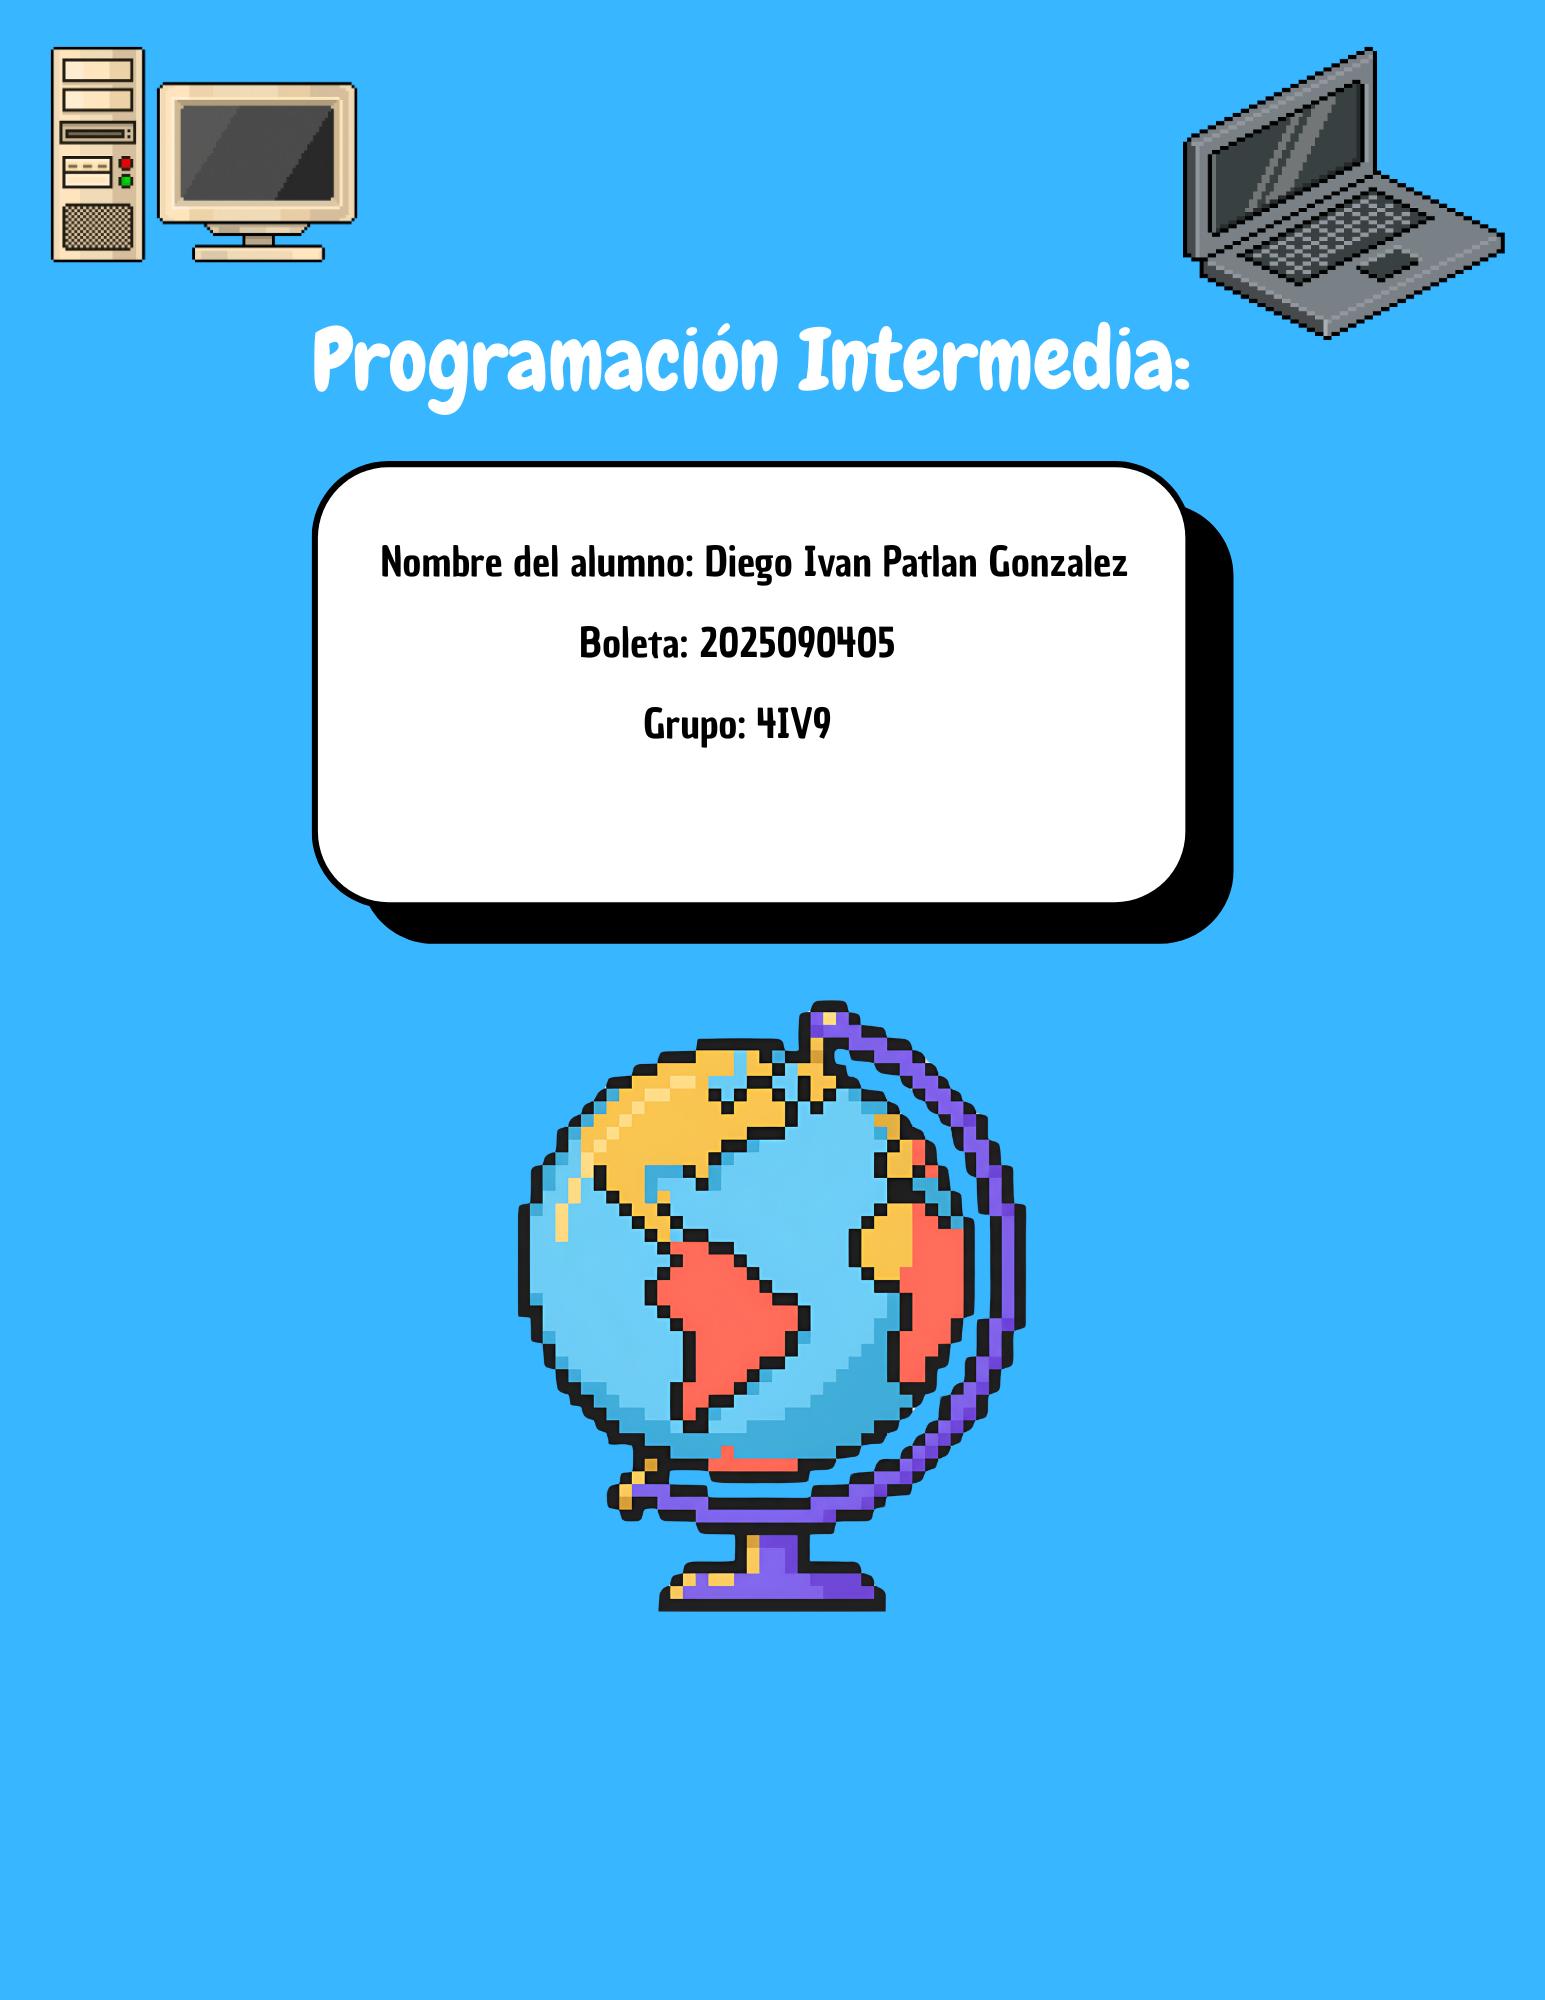 Programación Intermedia:
Nombre del alumno: Diego Ivan Patlan Gonzalez
Boleta: 2025090405
Grupo: 4IV9